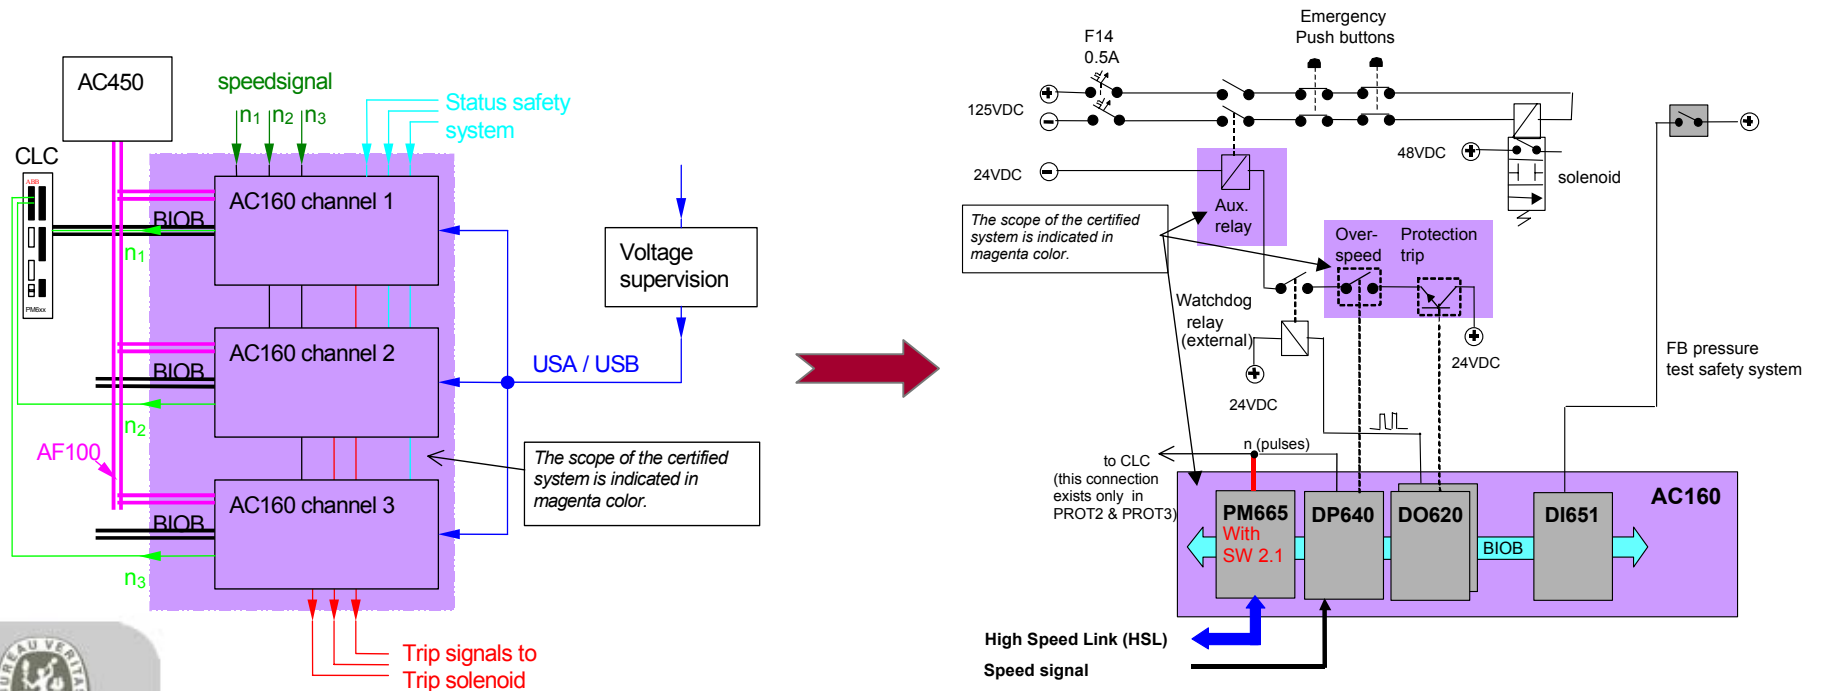 AC450
speedsignal
n1 n2 n3
Status safety
system
CLC
ABB
PM6xx
BIOB
n1
AC160 channel 1
Voltage
supervision
AC160 channel 2
BIOB
n2
USA / USB
AF100
The scope of the certified
system is indicated in
magenta color.
AC160 channel 3
BIOB
n3
Trip signals to
Trip solenoid
BUREAU VERITAS
F14
0.5A
Emergency
Push buttons
125VDC
24VDC
48VDC
solenoid
Aux.
relay
The scope of the certified
system is indicated in
magenta color.
Over-
speed
Protection
trip
Watchdog
relay
(external)
24VDC
24VDC
FB pressure
test safety system
n (pulses)
to CLC
(this connection
exists only in
PROT2 & PROT3)
AC160
PM665
With
SW 2.1
DP640
DO620
BIOB
DI651
High Speed Link (HSL)
Speed signal